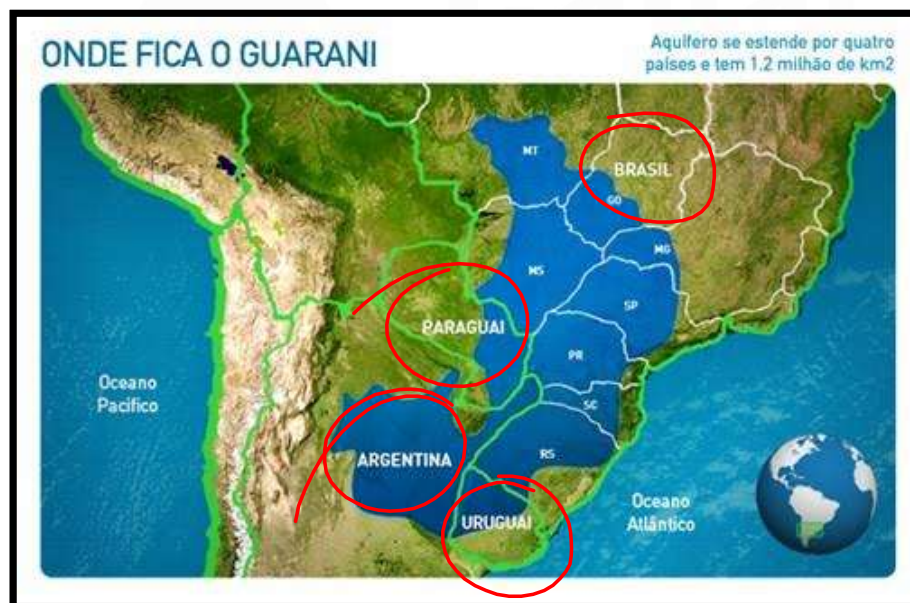 ONDE FICA O GUARANI
Aquífero se estende por quatro
países e tem 1,2 milhão de km2
MT
BRASIL
GO
MG
MS
SP
PARAGUAI
PR
Oceano
Pacífico
SC
ARGENTINA
RS
Oceano
Atlântico
URUGUAI